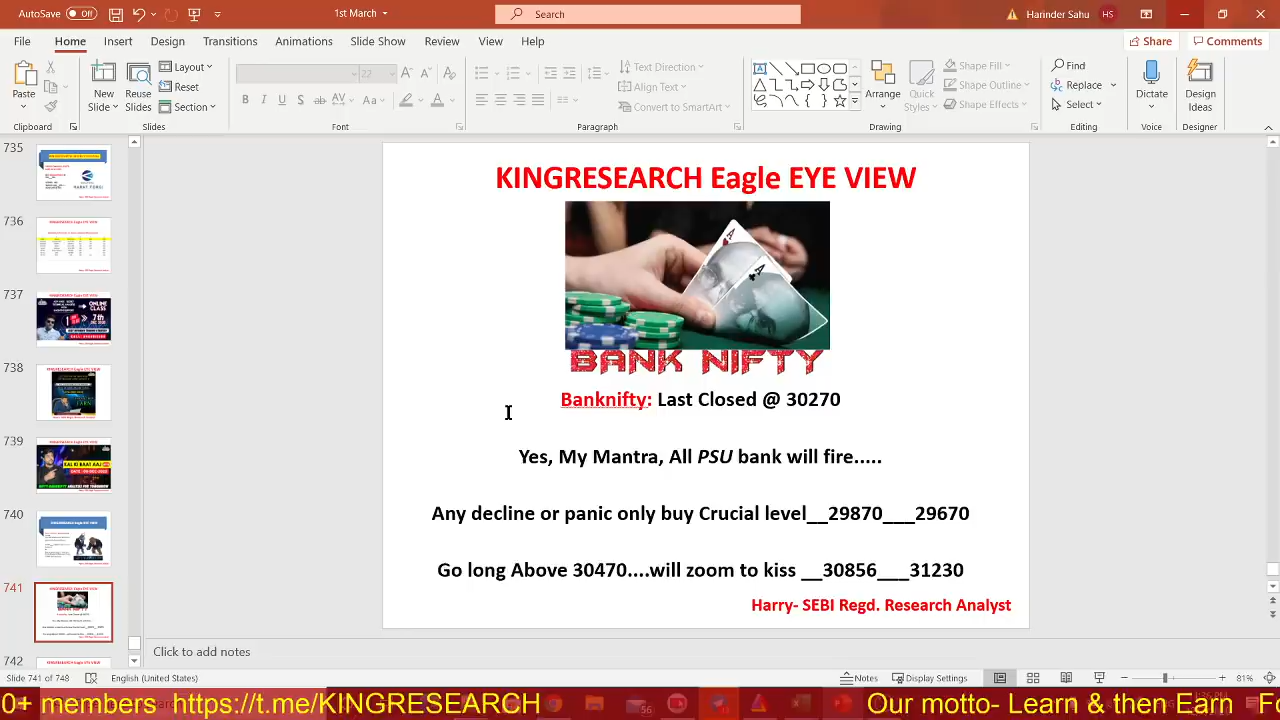 1st March
Search
Harinder Sahu
HS
File
Home
Insert
Design
Transitions
Animations
Slide Show
Review
View
Help
Share
Comments
Paste
New Slide
Reuse Slides
Layout
Reset
Section
22
Text Direction
Align Text
Convert to SmartArt
Arrange
Quick Styles
Shape Fill
Shape Outline
Shape Effects
Find
Replace
Select
Dictate
Design Ideas
Clipboard
Slides
Font
Paragraph
Drawing
Editing
Voice
Designer
735
736
737
738
739
740
741
742
KINGRESEARCH Eagle EYE VIEW
BANK NIFTY
Banknifty: Last Closed @ 30270
Yes, My Mantra, All PSU bank will fire.....
Any decline or panic only buy Crucial level__29870___29670
Go long Above 30470....will zoom to kiss __30856___31230
Harry- SEBI Regd. Research Analyst
Click to add notes
Slide 741 of 748
English (United States)
Notes
Display Settings
81%
0+ members https://t.me/KINGRESEARCH
Our motto- Learn & then Earn